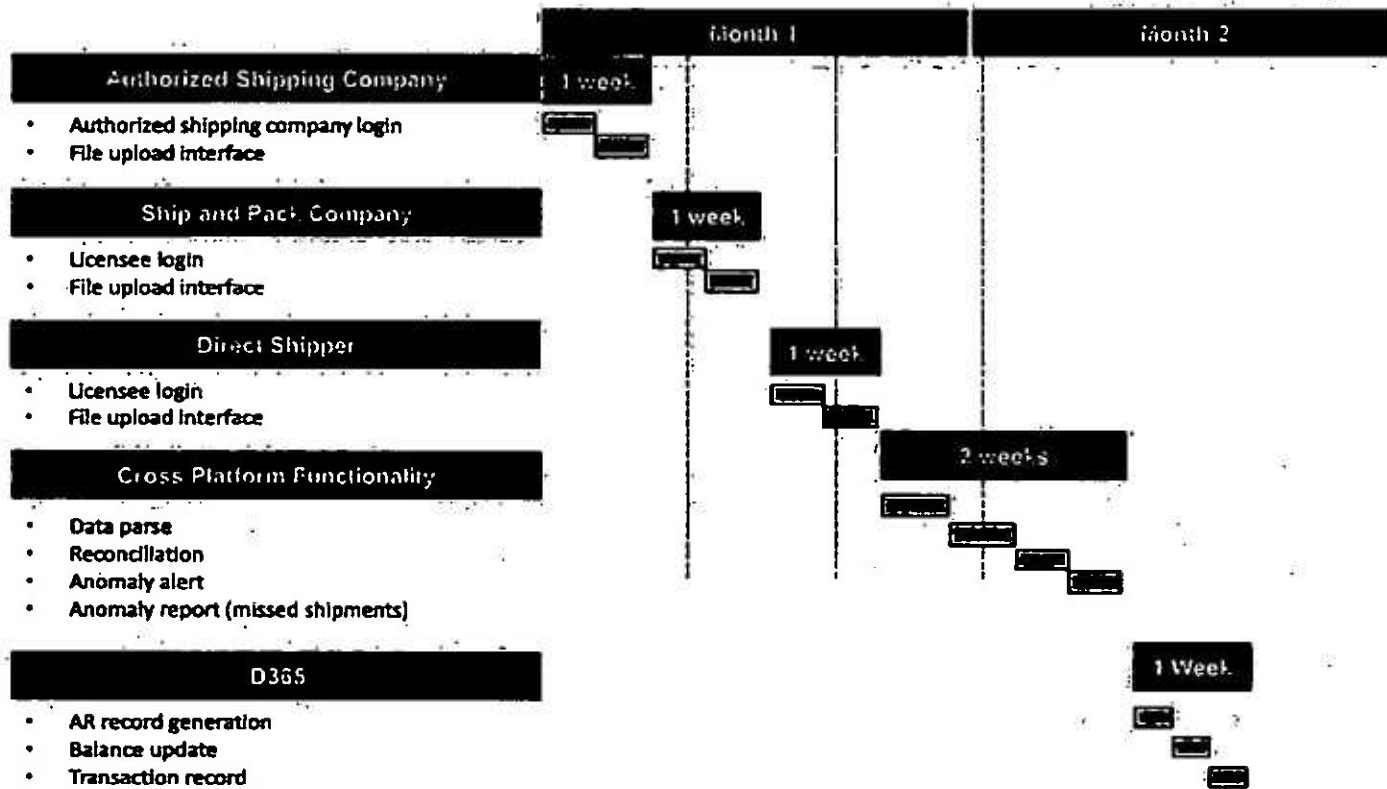 Month 1
Month 2
Authorized Shipping Company
1 week
• Authorized shipping company login
• File upload interface
Ship and Pack Company
1 week
• Licensee login
• File upload interface
Direct Shipper
1 week
• Licensee login
• File upload interface
Cross Platform Functionality
2 weeks
• Data parse
• Reconciliation
• Anomaly alert
• Anomaly report (missed shipments)
D365
1 Week
• AR record generation
• Balance update
• Transaction record